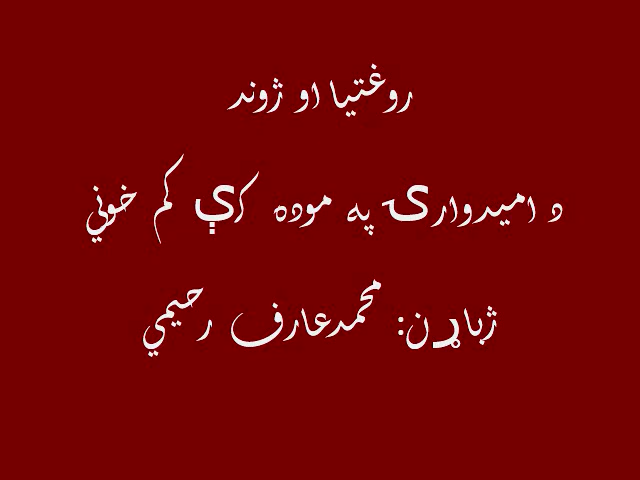 روغتیا او ژوند
د امیدوارۍ په موده کې کم خوني
ژباړن: محمدعارف رحیمي